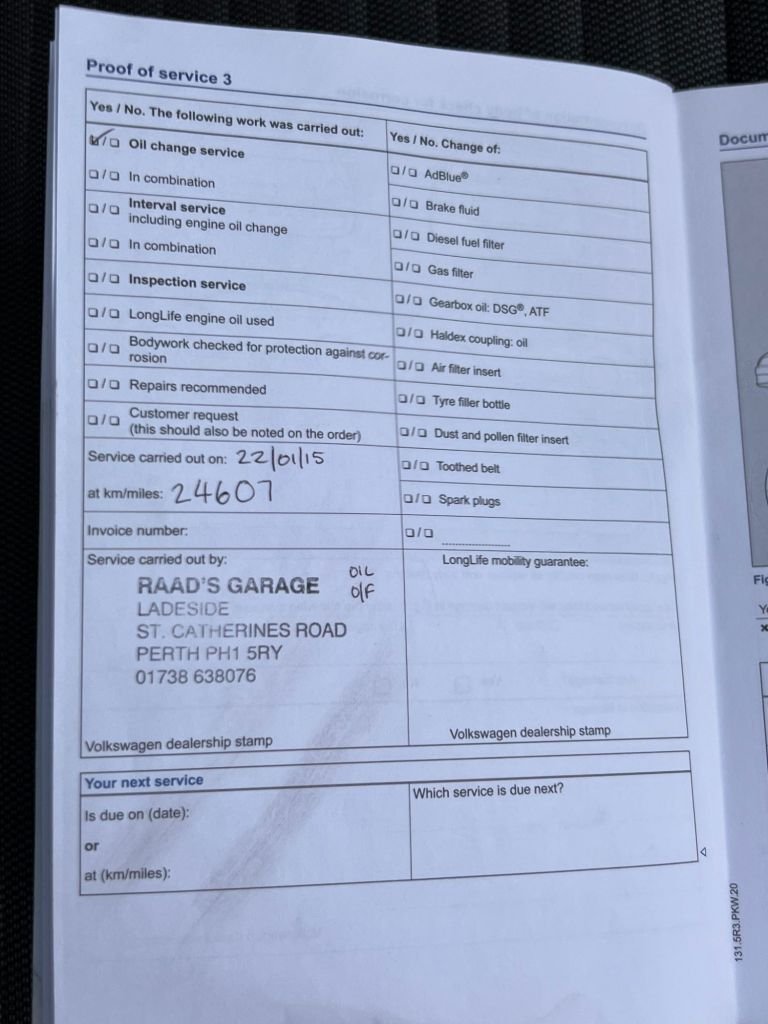 Proof of service 3
Yes / No. The following work was carried out:
☑/☐ Oil change service
☐/☐ In combination
☐/☐ Interval service
including engine oil change
☐/☐ In combination
☐/☐ Inspection service
☐/☐ LongLife engine oil used
☐/☐ Bodywork checked for protection against cor-
rosion
☐/☐ Repairs recommended
☐/☐ Customer request
(this should also be noted on the order)
Service carried out on: 22/01/15
at km/miles: 24607
Invoice number:
Service carried out by:
OIL
O/F
RAAD'S GARAGE
LADESIDE
ST. CATHERINES ROAD
PERTH PH1 5RY
01738 638076
Volkswagen dealership stamp
Yes / No. Change of:
☐/☐ AdBlue®
☐/☐ Brake fluid
☐/☐ Diesel fuel filter
☐/☐ Gas filter
☐/☐ Gearbox oil: DSG®, ATF
☐/☐ Haldex coupling: oil
☐/☐ Air filter insert
☐/☐ Tyre filler bottle
☐/☐ Dust and pollen filter insert
☐/☐ Toothed belt
☐/☐ Spark plugs
☐/☐ ....................
LongLife mobility guarantee:
Volkswagen dealership stamp
Your next service
Is due on (date):
or
at (km/miles):
Which service is due next?
131.5R3.PKW.20
Docum
Fig